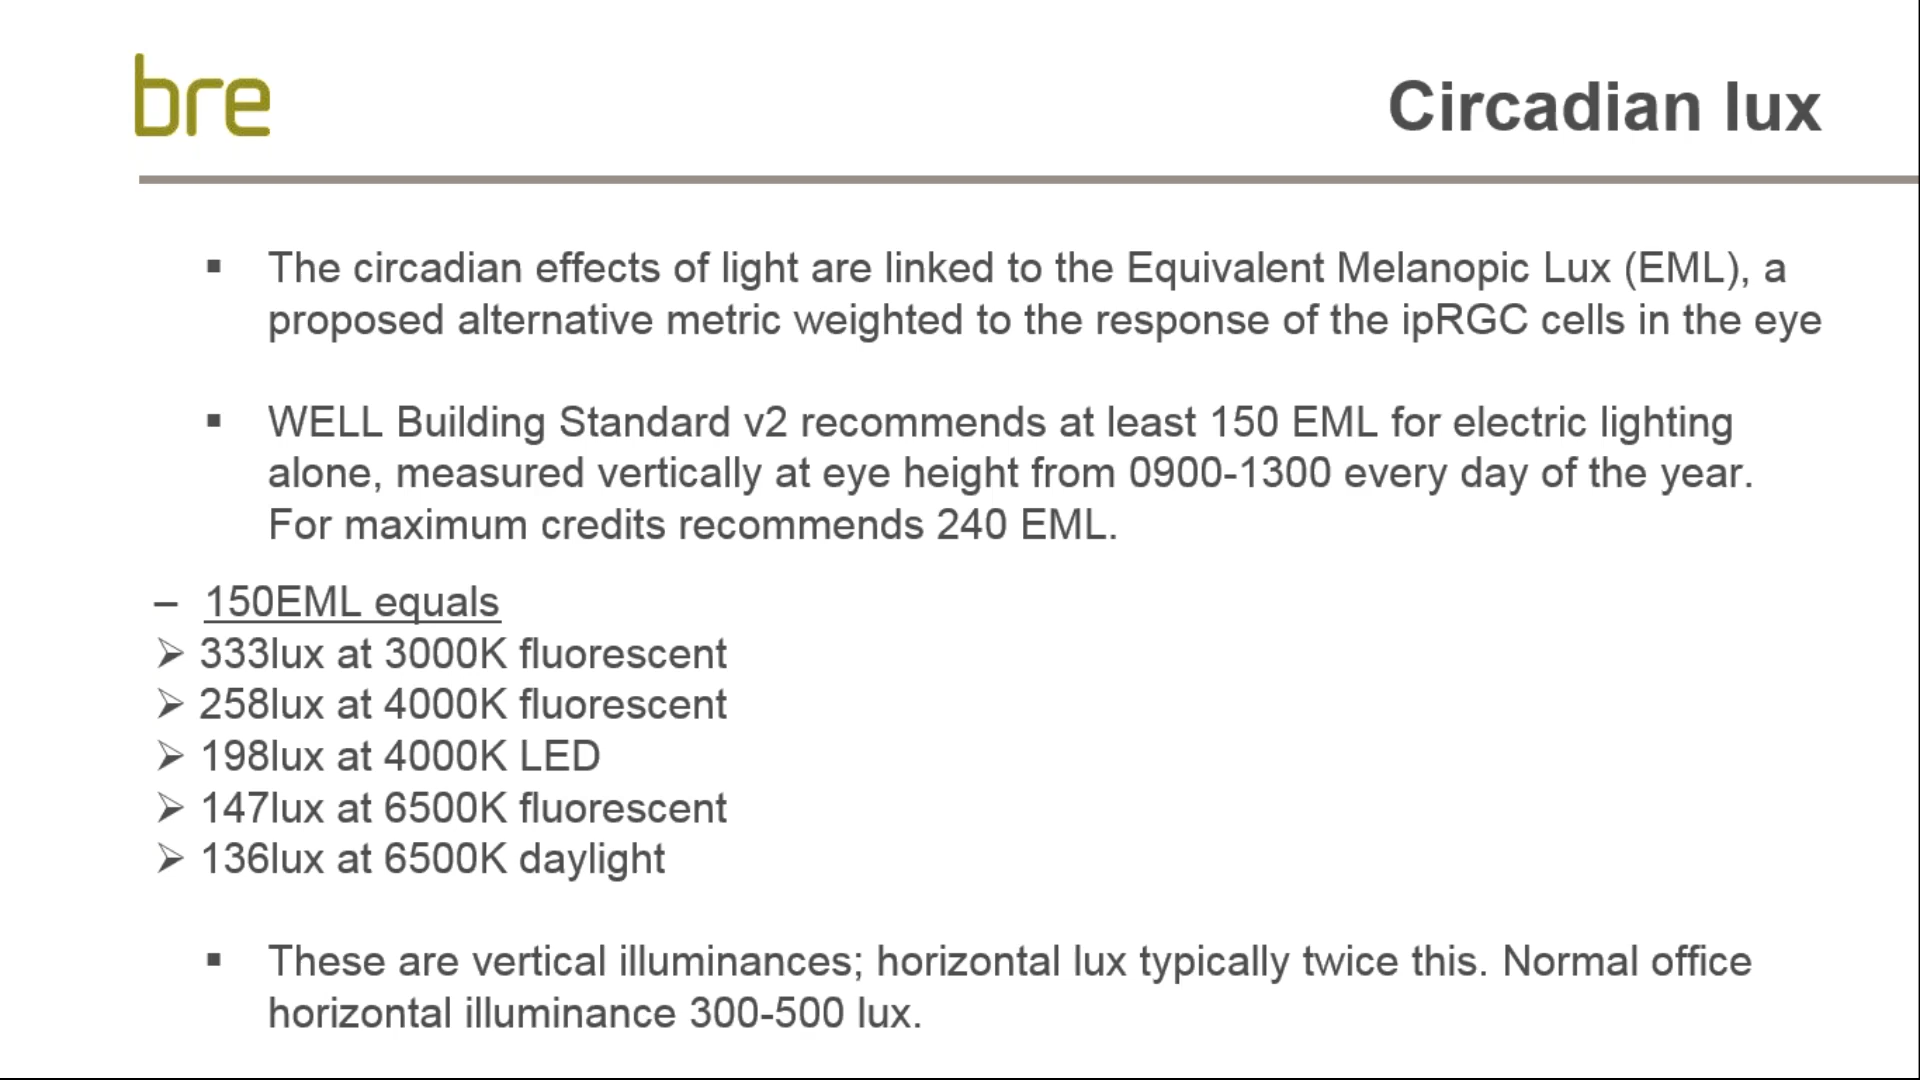 bre
Circadian lux
▪ The circadian effects of light are linked to the Equivalent Melanopic Lux (EML), a
proposed alternative metric weighted to the response of the ipRGC cells in the eye
▪ WELL Building Standard v2 recommends at least 150 EML for electric lighting
alone, measured vertically at eye height from 0900-1300 every day of the year.
For maximum credits recommends 240 EML.
– 150EML equals
➢ 333lux at 3000K fluorescent
➢ 258lux at 4000K fluorescent
➢ 198lux at 4000K LED
➢ 147lux at 6500K fluorescent
➢ 136lux at 6500K daylight
▪ These are vertical illuminances; horizontal lux typically twice this. Normal office
horizontal illuminance 300-500 lux.